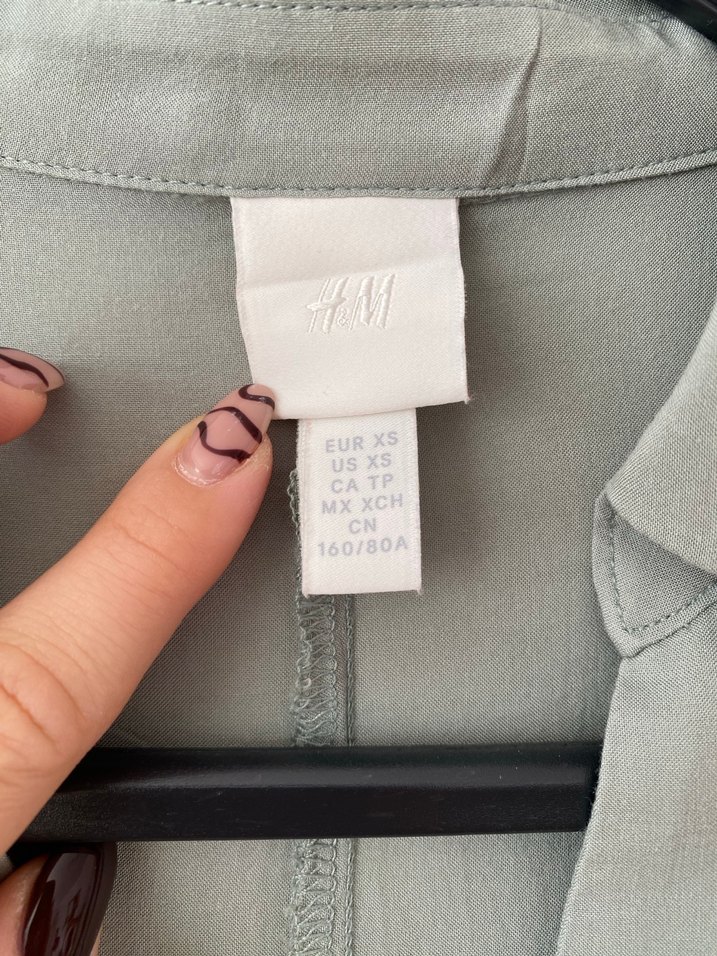 H&M
EUR XS
US XS
CA TP
MX XCH
CN
160/80A